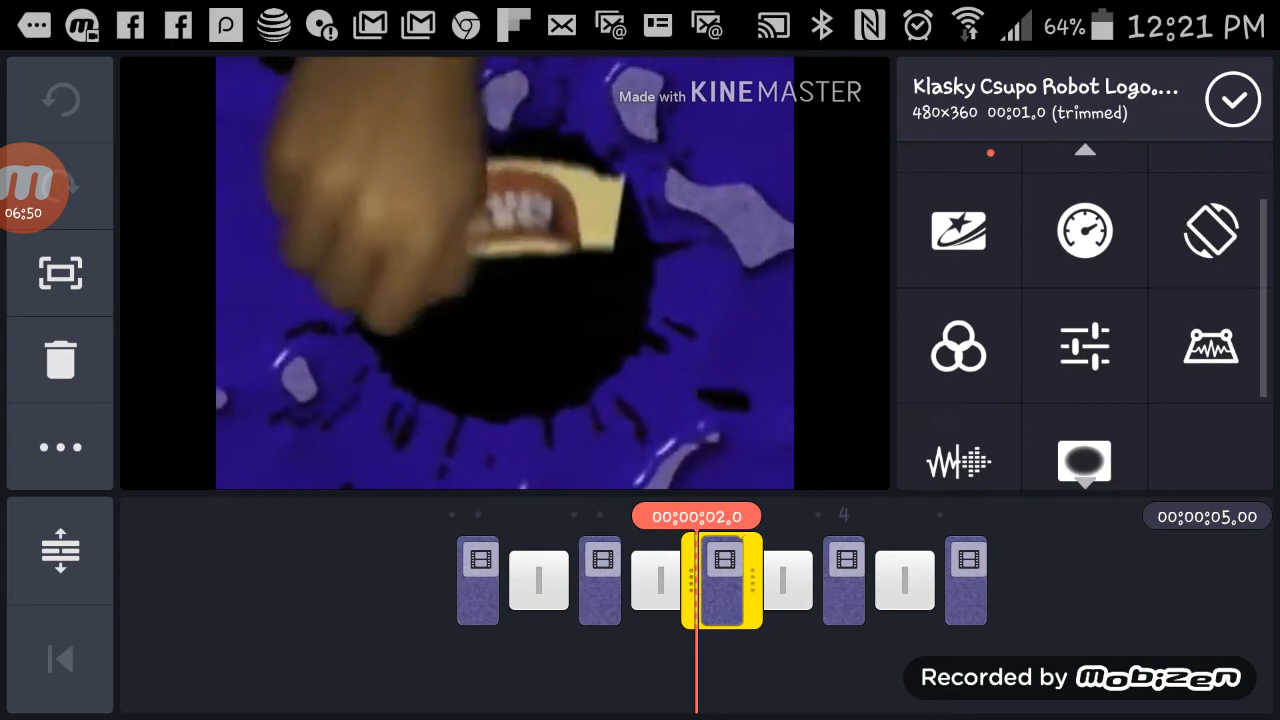 64% 12:21 PM
Made with KINEMASTER
Klasky Csupo Robot Logo....
480x360 00:01.0 (trimmed)
m
06:50
00:00:02.0
4
00:00:05.00
Recorded by mobizen